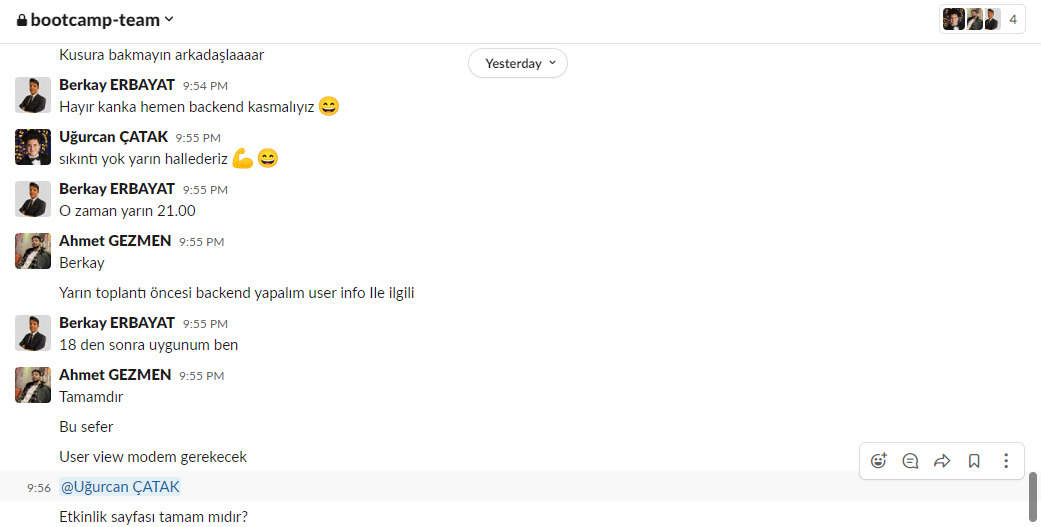 bootcamp-team
4
Kusura bakmayın arkadaşlaaaar
Yesterday
Berkay ERBAYAT 9:54 PM
Hayır kanka hemen backend kasmalıyız 😄
Uğurcan ÇATAK 9:55 PM
sıkıntı yok yarın hallederiz 💪 😄
Berkay ERBAYAT 9:55 PM
O zaman yarın 21.00
Ahmet GEZMEN 9:55 PM
Berkay
Yarın toplantı öncesi backend yapalım user info Ile ilgili
Berkay ERBAYAT 9:55 PM
18 den sonra uygunum ben
Ahmet GEZMEN 9:55 PM
Tamamdır
Bu sefer
User view modem gerekecek
9:56 @Uğurcan ÇATAK
Etkinlik sayfası tamam mıdır?